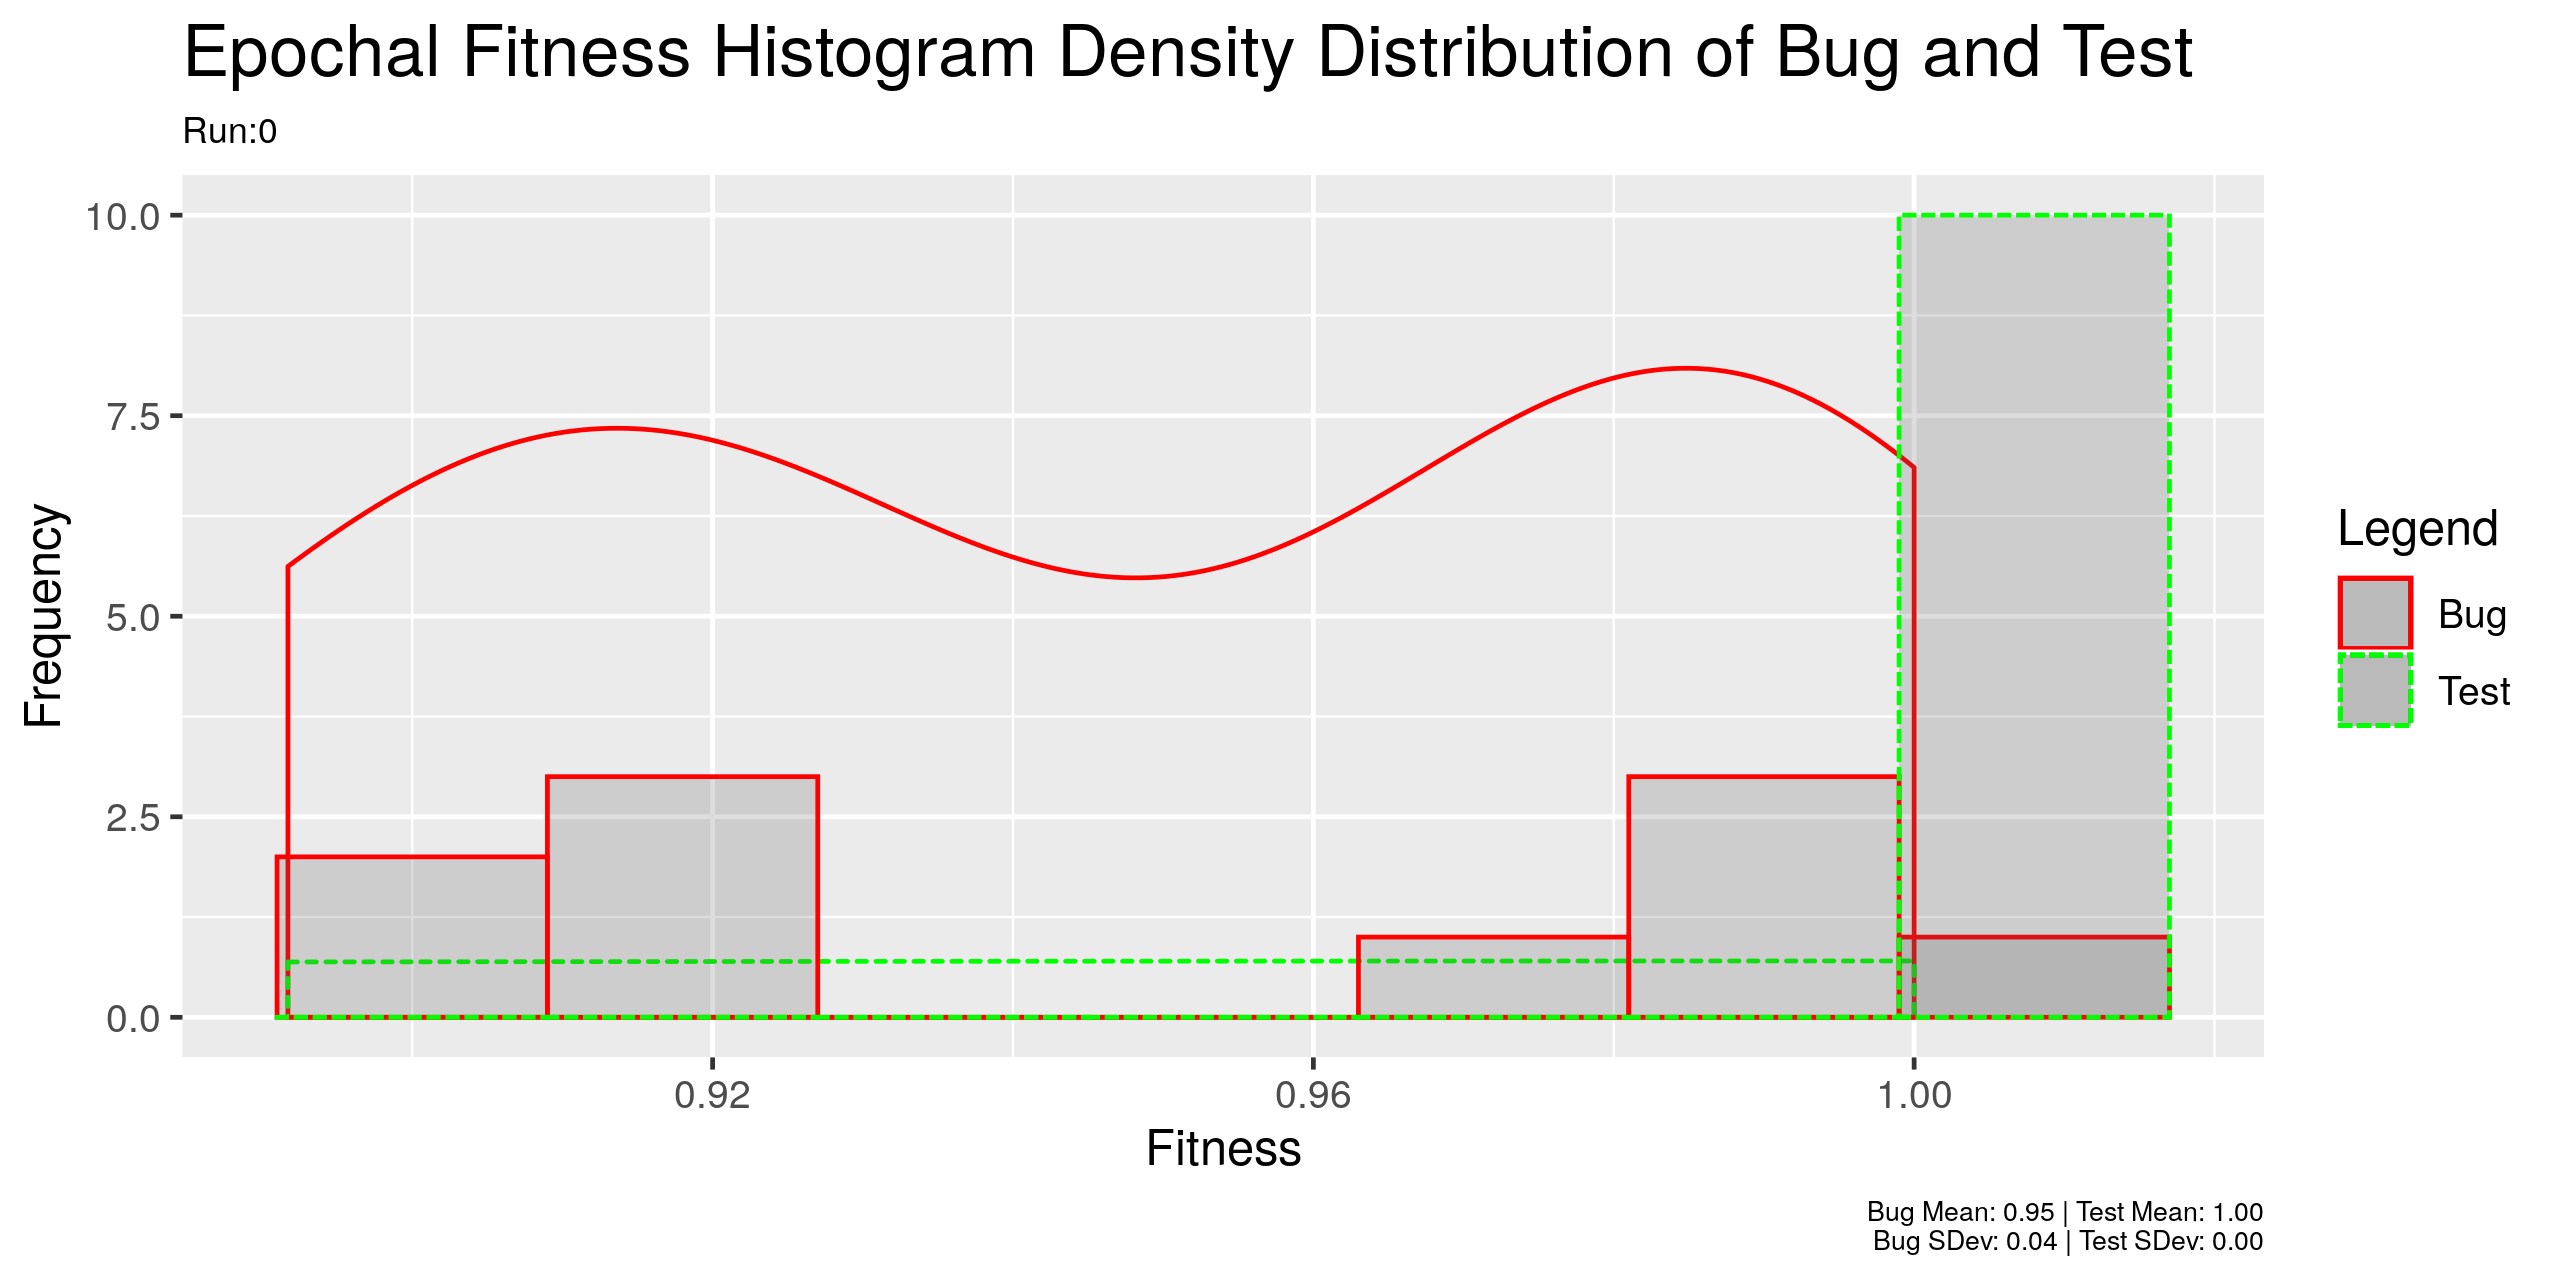 Epochal Fitness Histogram Density Distribution of Bug and Test
Run:0
10.0
7.5
5.0
2.5
0.0
Frequency
0.92
0.96
1.00
Fitness
Legend
Bug
Test
Bug Mean: 0.95 | Test Mean: 1.00
Bug SDev: 0.04 | Test SDev: 0.00